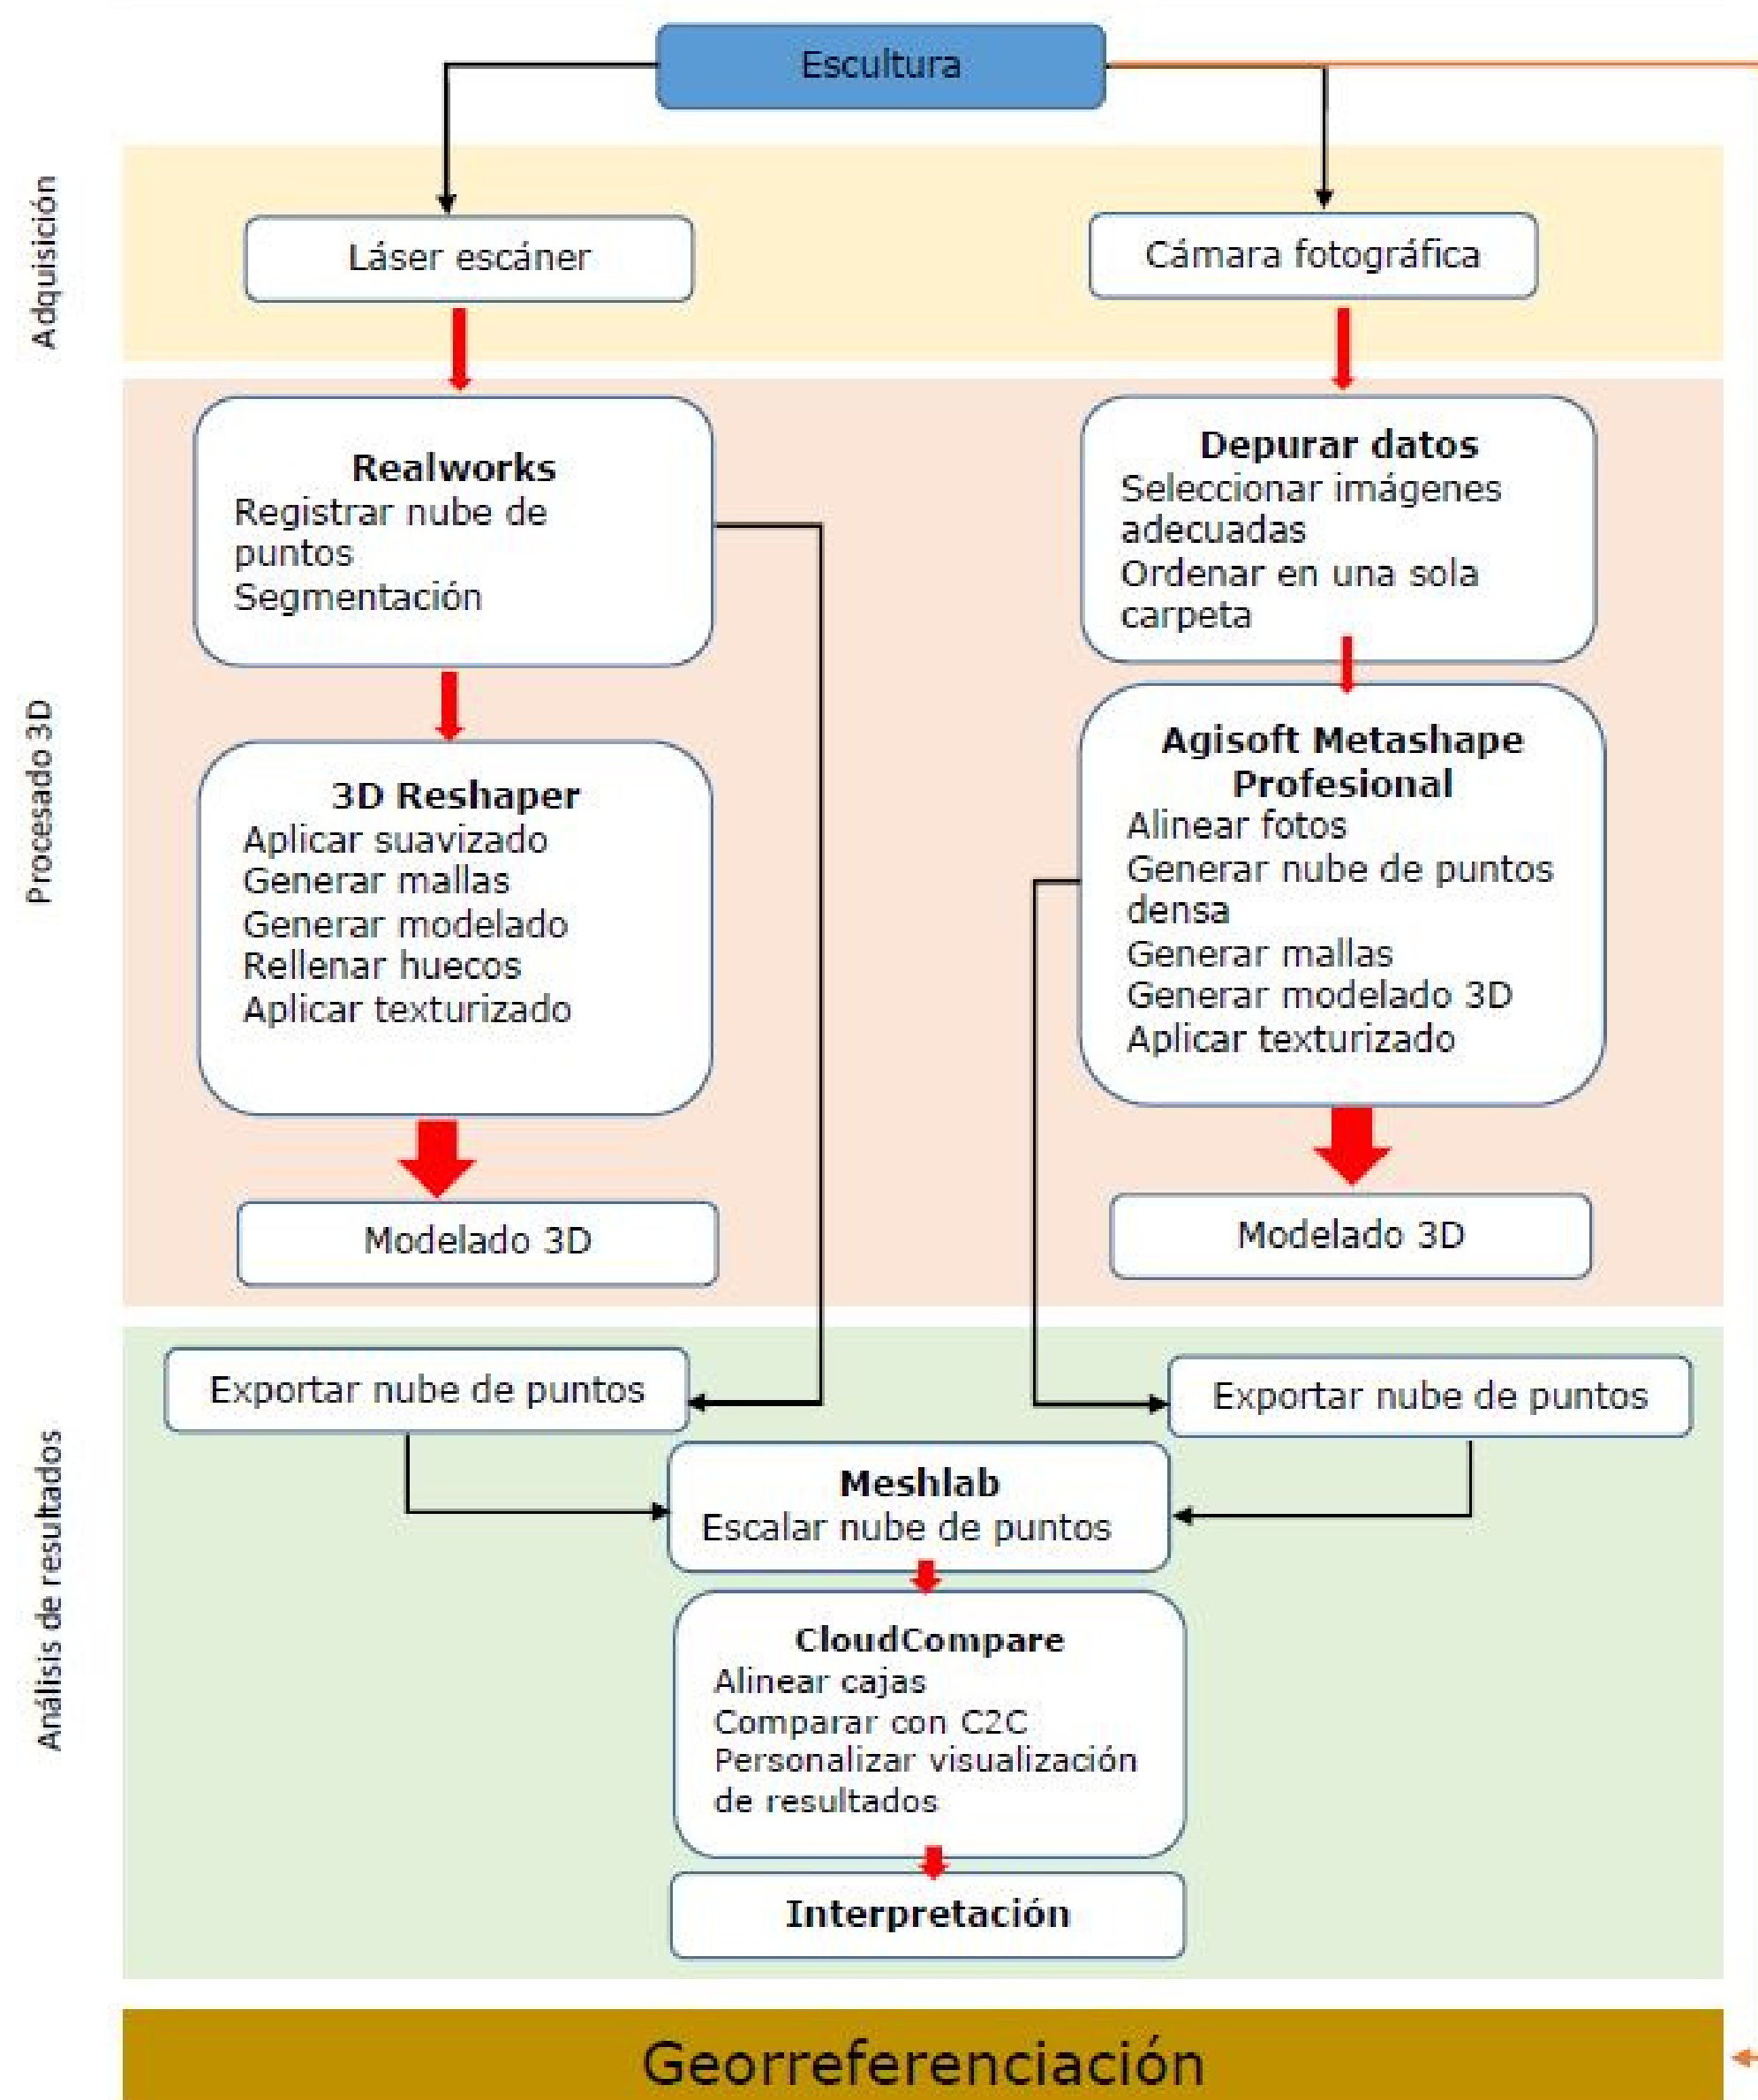 Escultura
Adquisición
Láser escáner
Cámara fotográfica
Procesado 3D
Realworks
Registrar nube de
puntos
Segmentación
Depurar datos
Seleccionar imágenes
adecuadas
Ordenar en una sola
carpeta
3D Reshaper
Aplicar suavizado
Generar mallas
Generar modelado
Rellenar huecos
Aplicar texturizado
Agisoft Metashape
Profesional
Alinear fotos
Generar nube de puntos
densa
Generar mallas
Generar modelado 3D
Aplicar texturizado
Modelado 3D
Modelado 3D
Análisis de resultados
Exportar nube de puntos
Exportar nube de puntos
Meshlab
Escalar nube de puntos
CloudCompare
Alinear cajas
Comparar con C2C
Personalizar visualización
de resultados
Interpretación
Georreferenciación